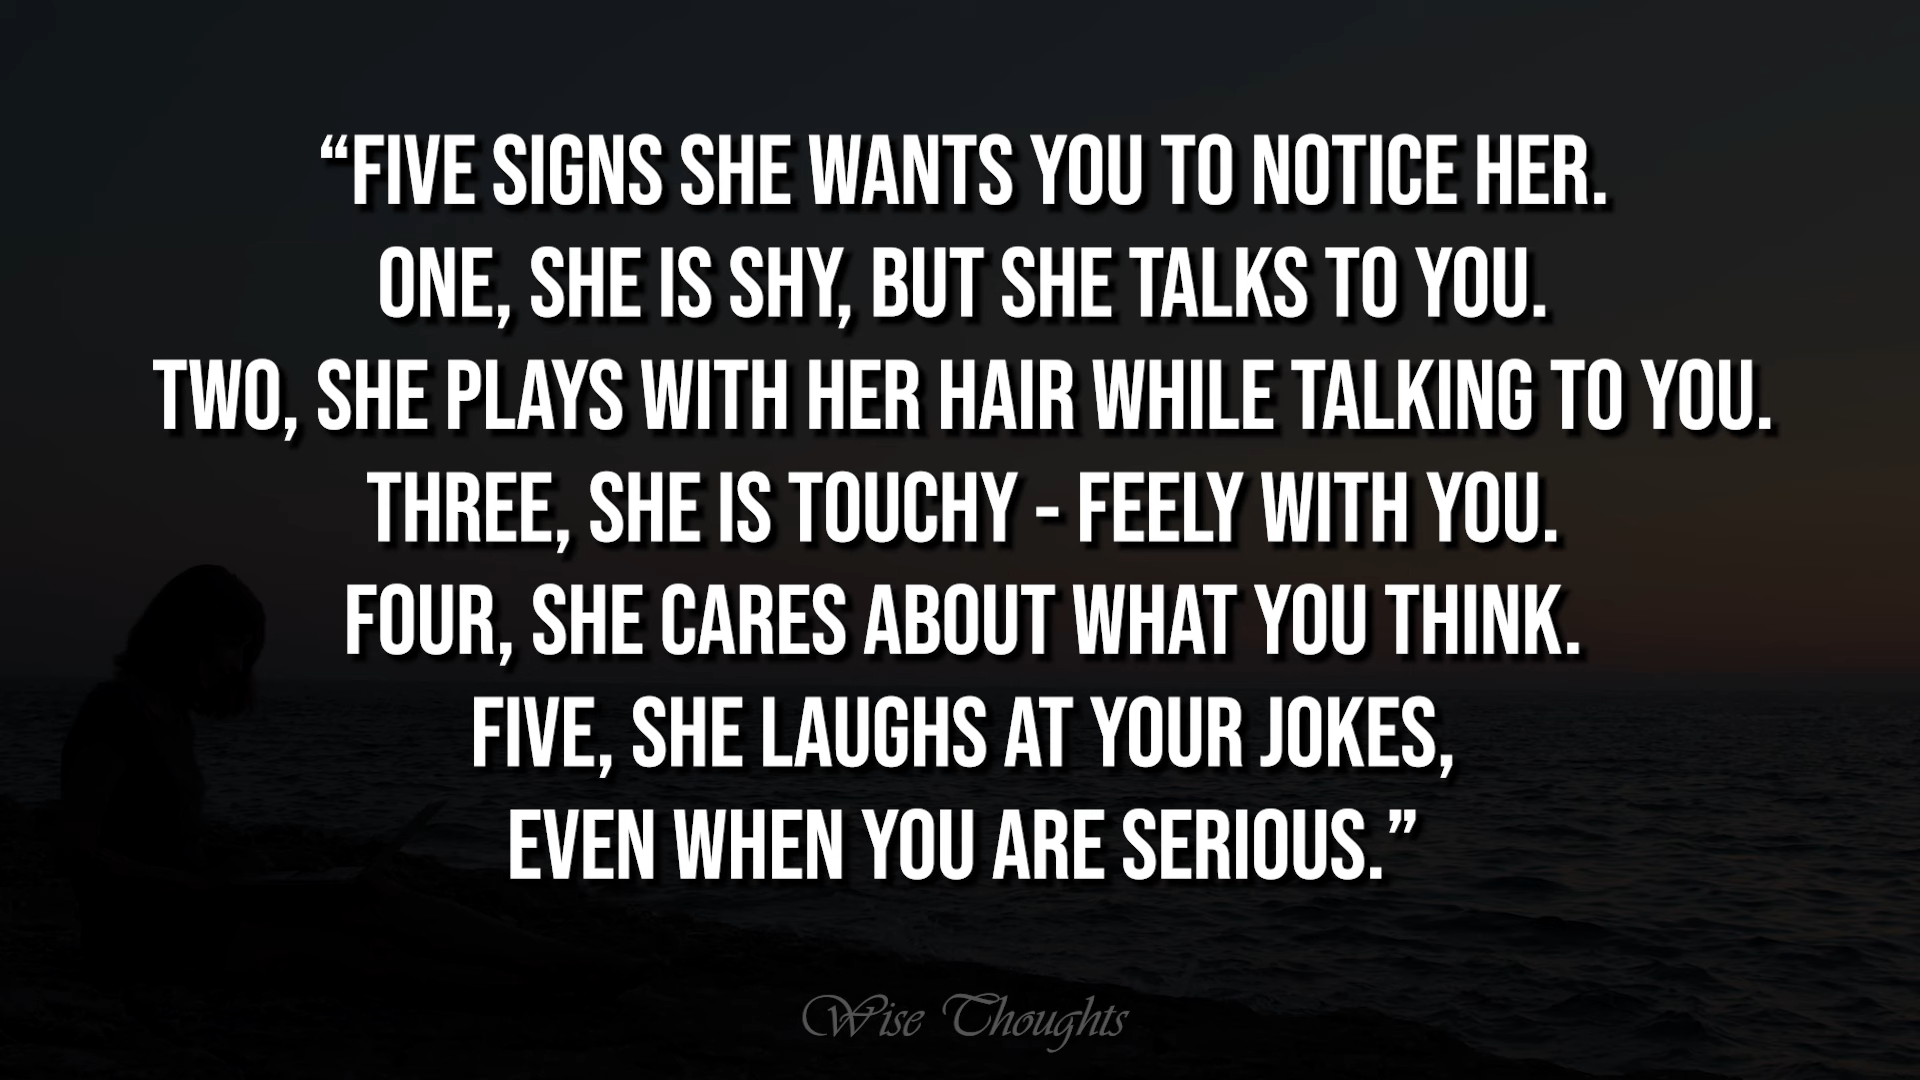 “FIVE SIGNS SHE WANTS YOU TO NOTICE HER.
ONE, SHE IS SHY, BUT SHE TALKS TO YOU.
TWO, SHE PLAYS WITH HER HAIR WHILE TALKING TO YOU.
THREE, SHE IS TOUCHY - FEELY WITH YOU.
FOUR, SHE CARES ABOUT WHAT YOU THINK.
FIVE, SHE LAUGHS AT YOUR JOKES,
EVEN WHEN YOU ARE SERIOUS.”
Wise Thoughts